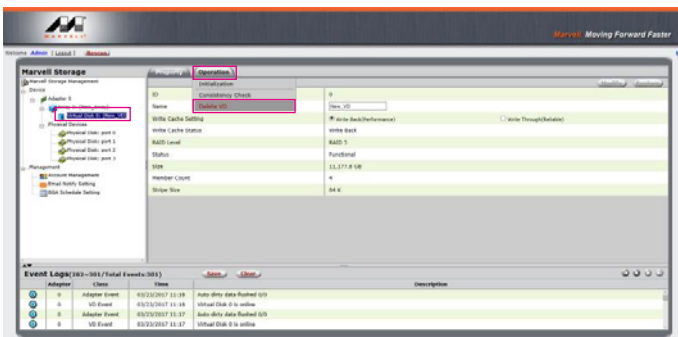 MARVELL
Marvell. Moving Forward Faster
Welcome Admin [ Logout ]
Marvell Storage
Property Operation
Marvell Storage Management
Device
Adapter 0
Virtual Disk 0: [New_VD]
Physical Devices
Physical Disk: port 0
Physical Disk: port 1
Physical Disk: port 2
Physical Disk: port 3
Management
Account Management
Email Notify Setting
BGA Schedule Setting
Initialization
Consistency Check
Delete VD
ID 0
Name New_VD
Write Cache Setting Write Back(Performance) Write Through(Reliable)
Write Cache Status Write Back
RAID Level RAID 5
Status Functional
Size 11,177.8 GB
Member Count 4
Stripe Size 64 K
Event Logs(262~301/Total Events:301) Save Clear
Adapter Class Time Description
0 Adapter Event 03/23/2017 11:18 Auto dirty data flushed 0/0
0 VD Event 03/23/2017 11:18 Virtual Disk 0 is online
0 Adapter Event 03/23/2017 11:17 Auto dirty data flushed 0/0
0 VD Event 03/23/2017 11:17 Virtual Disk 0 is online